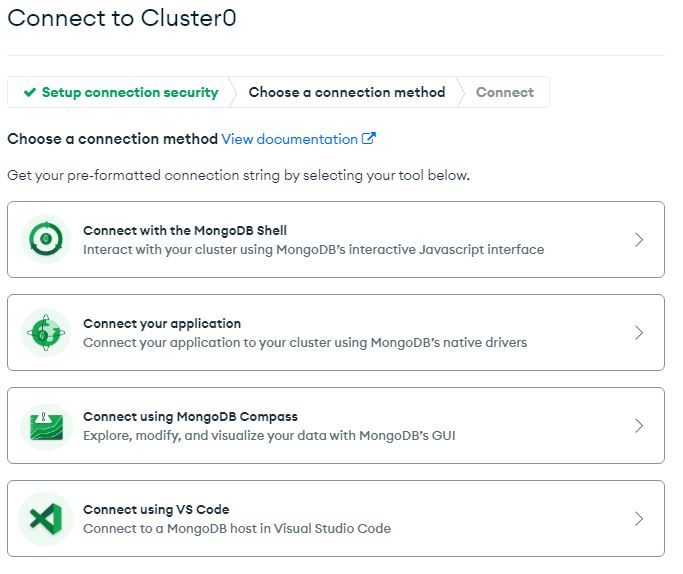 Connect to Cluster0
Setup connection security
Choose a connection method
Connect
Choose a connection method View documentation
Get your pre-formatted connection string by selecting your tool below.
Connect with the MongoDB Shell
Interact with your cluster using MongoDB's interactive Javascript interface
Connect your application
Connect your application to your cluster using MongoDB's native drivers
Connect using MongoDB Compass
Explore, modify, and visualize your data with MongoDB's GUI
Connect using VS Code
Connect to a MongoDB host in Visual Studio Code